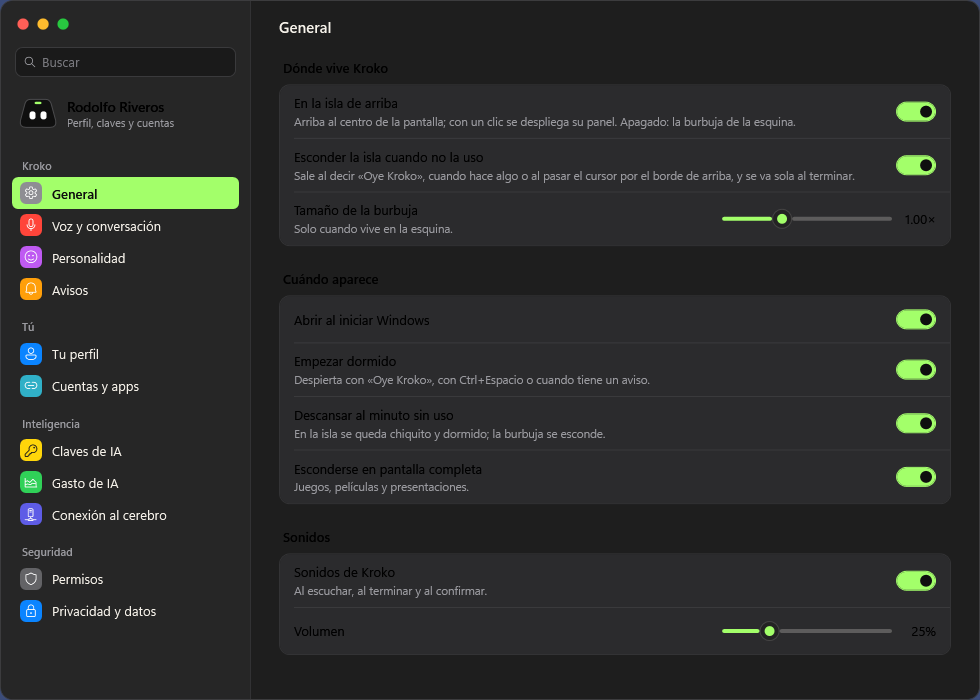 General
Buscar
Rodolfo Riveros
Perfil, claves y cuentas
Kroko
General
Voz y conversación
Personalidad
Avisos
Tú
Tu perfil
Cuentas y apps
Inteligencia
Claves de IA
Gasto de IA
Conexión al cerebro
Seguridad
Permisos
Privacidad y datos
Dónde vive Kroko
En la isla de arriba
Arriba al centro de la pantalla; con un clic se despliega su panel. Apagado: la burbuja de la esquina.
Esconder la isla cuando no la uso
Sale al decir «Oye Kroko», cuando hace algo o al pasar el cursor por el borde de arriba, y se va sola al terminar.
Tamaño de la burbuja
Solo cuando vive en la esquina.
1.00×
Cuándo aparece
Abrir al iniciar Windows
Empezar dormido
Despierta con «Oye Kroko», con Ctrl+Espacio o cuando tiene un aviso.
Descansar al minuto sin uso
En la isla se queda chiquito y dormido; la burbuja se esconde.
Esconderse en pantalla completa
Juegos, películas y presentaciones.
Sonidos
Sonidos de Kroko
Al escuchar, al terminar y al confirmar.
Volumen
25%